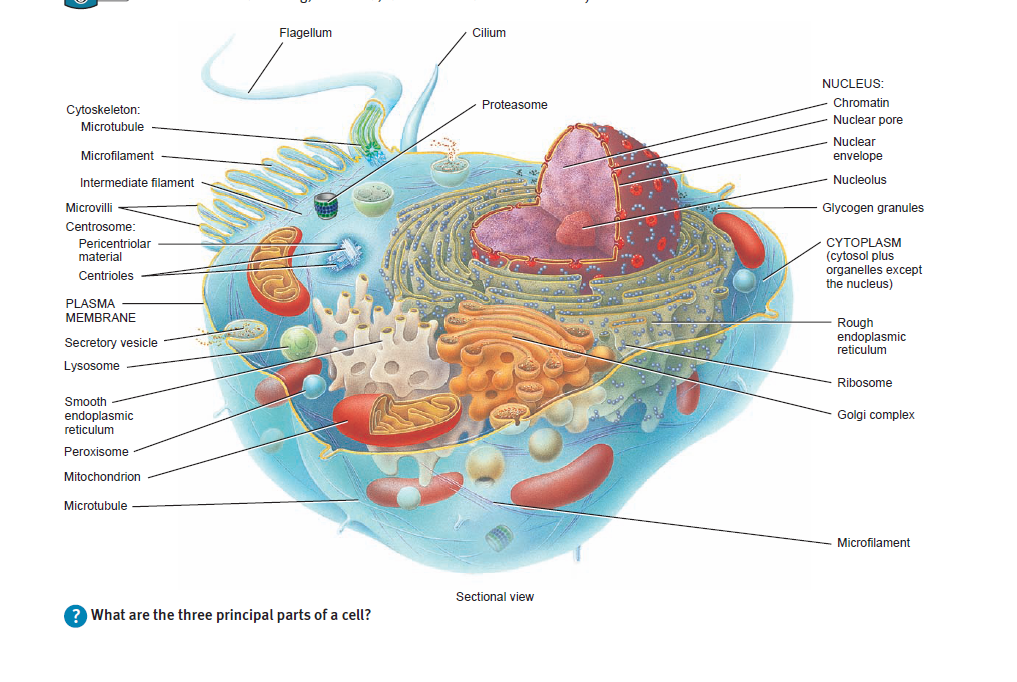 Flagellum
Cilium
Proteasome
Cytoskeleton:
Microtubule
Microfilament
Intermediate filament
Microvilli
Centrosome:
Pericentriolar
material
Centrioles
PLASMA
MEMBRANE
Secretory vesicle
Lysosome
Smooth
endoplasmic
reticulum
Peroxisome
Mitochondrion
Microtubule
NUCLEUS:
Chromatin
Nuclear pore
Nuclear
envelope
Nucleolus
Glycogen granules
CYTOPLASM
(cytosol plus
organelles except
the nucleus)
Rough
endoplasmic
reticulum
Ribosome
Golgi complex
Microfilament
Sectional view
? What are the three principal parts of a cell?